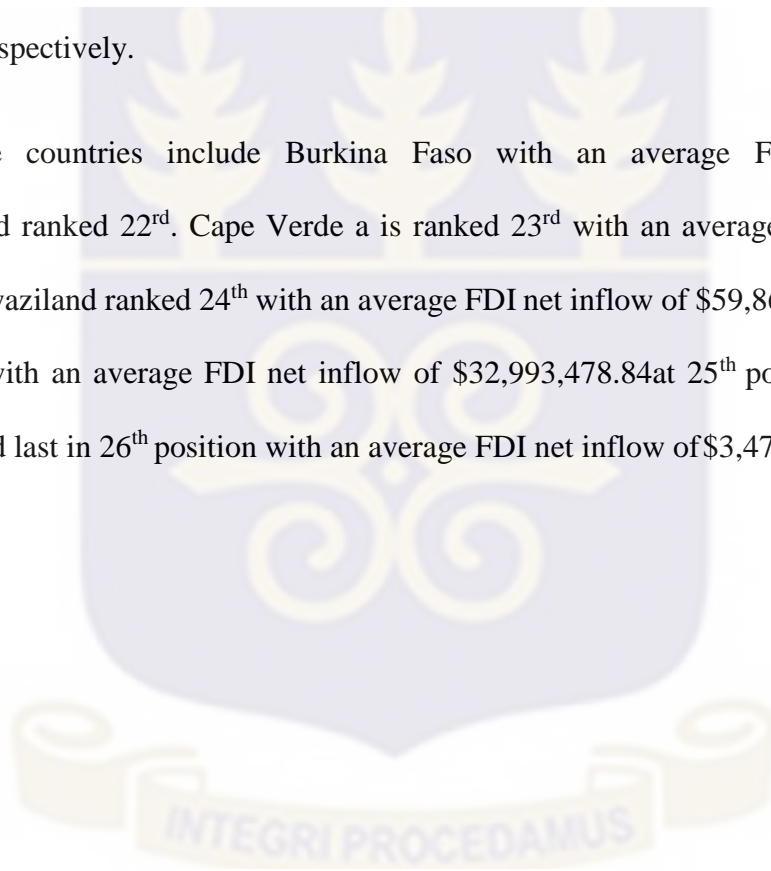 spectively.
e countries include Burkina Faso with an average F
d ranked 22rd. Cape Verde a is ranked 23rd with an average
waziland ranked 24th with an average FDI net inflow of $59,8
with an average FDI net inflow of $32,993,478.84at 25th po
d last in 26th position with an average FDI net inflow of$3,47
INTEGRI PROCEDAMUS